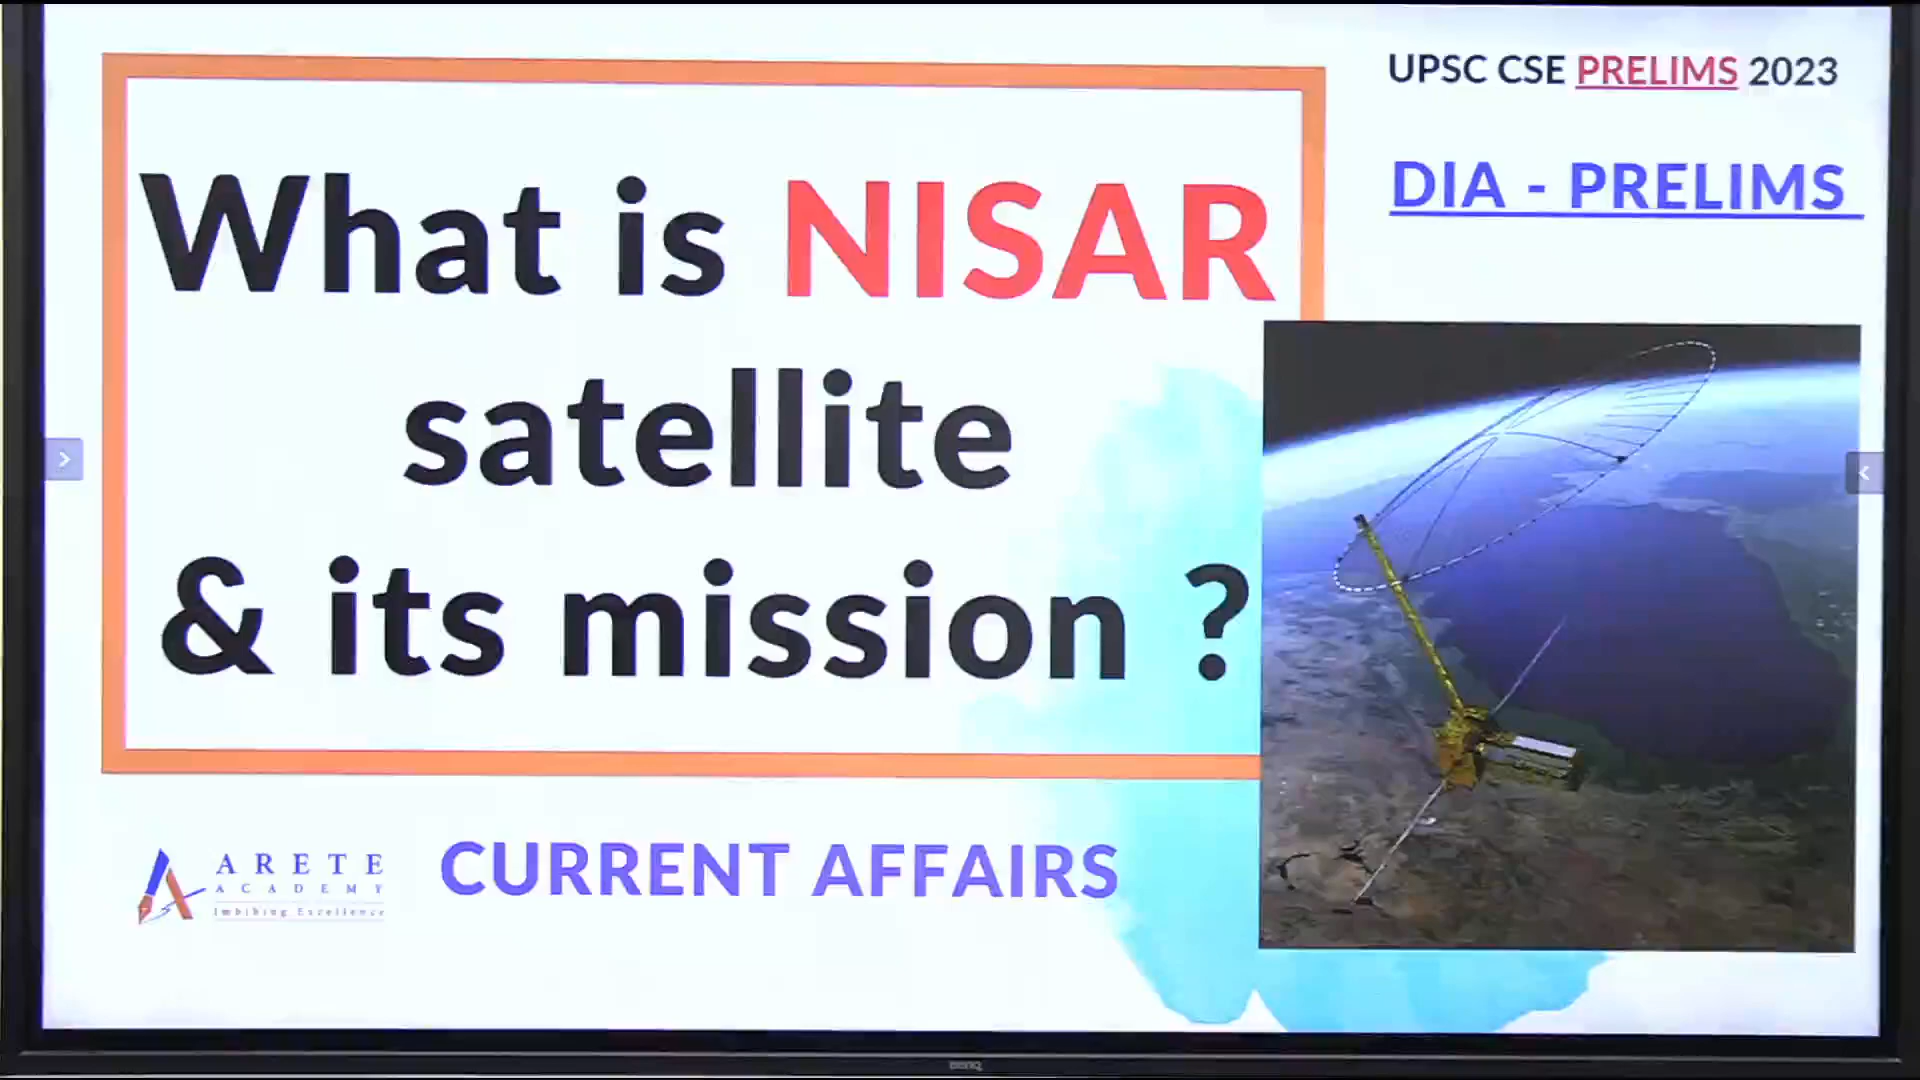 UPSC CSE PRELIMS 2023
DIA - PRELIMS
What is NISAR
satellite
& its mission ?
CURRENT AFFAIRS
ARETE
ACADEMY
Imbibing Excellence
BenQ